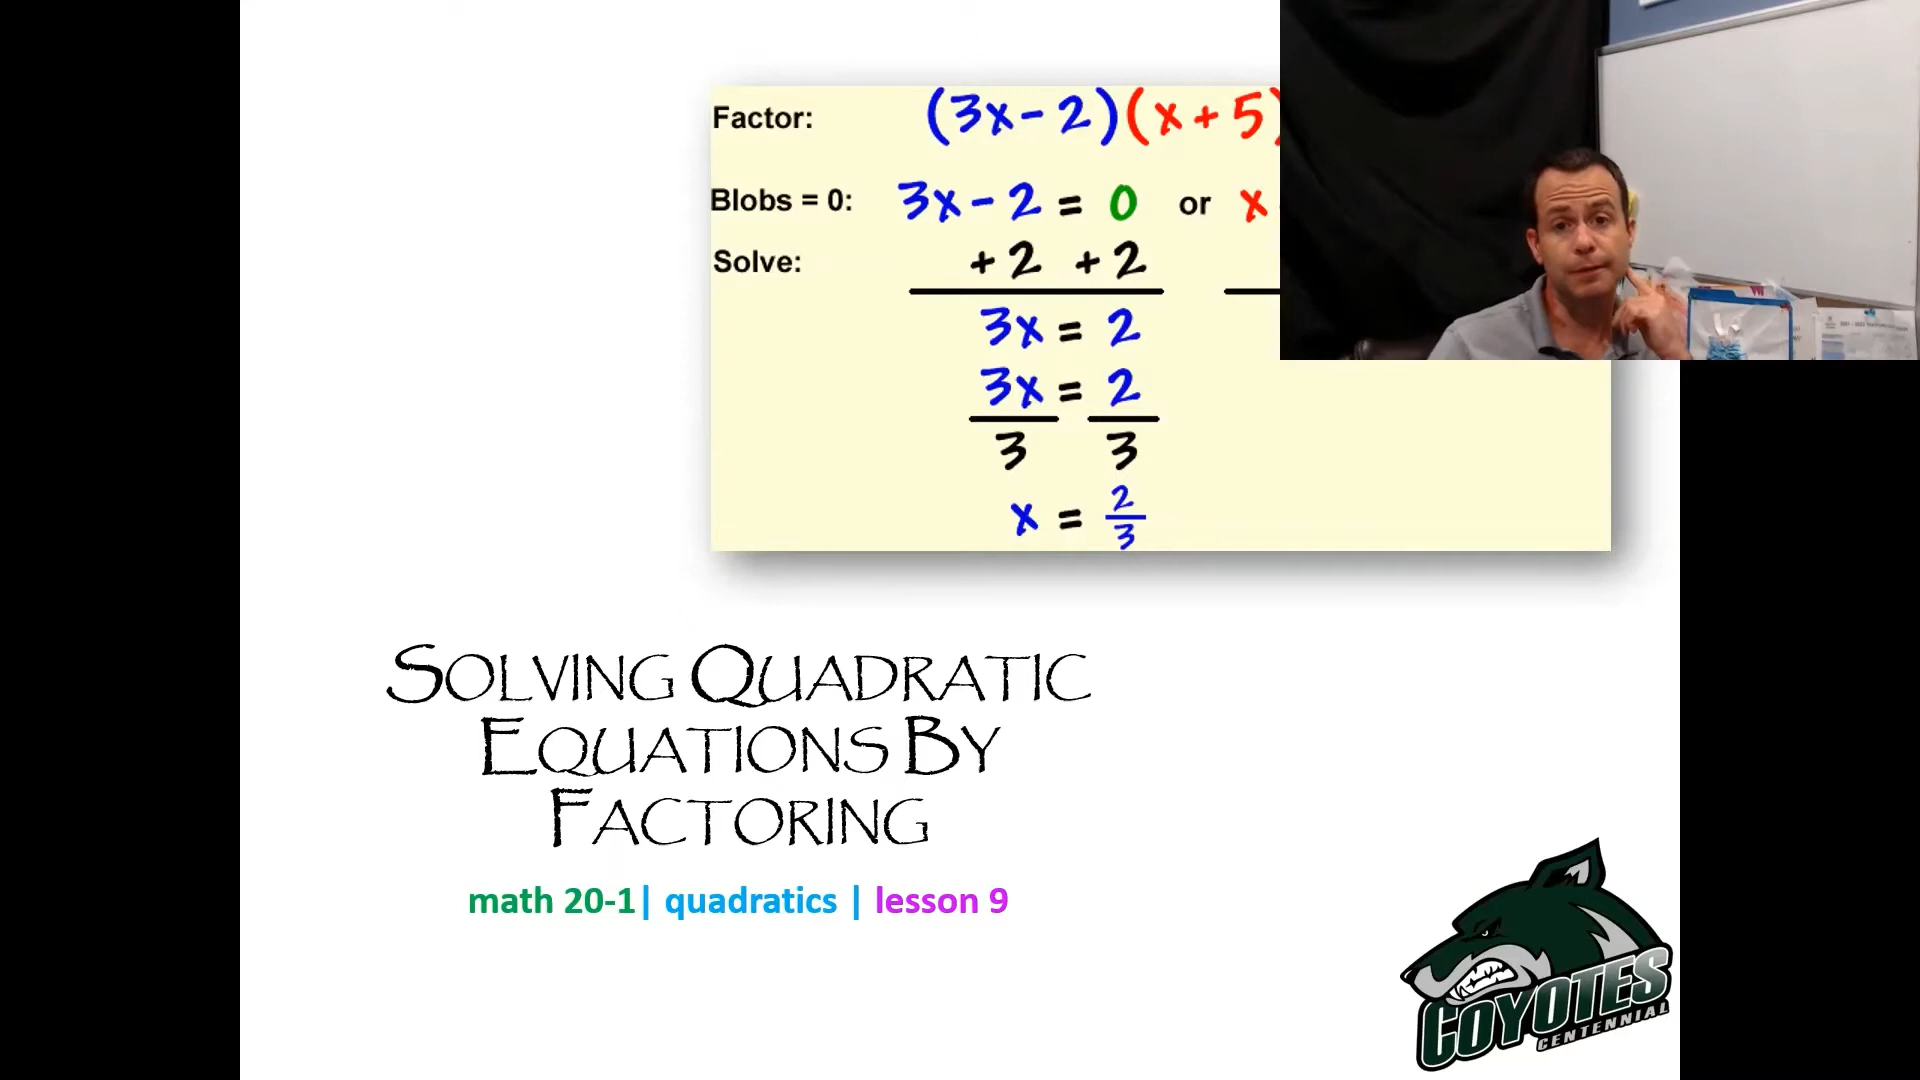 Factor: (3x - 2)(x + 5)
Blobs = 0: 3x - 2 = 0 or x
Solve: + 2 + 2
3x = 2
3x = 2
3 3
x = 2/3
SOLVING QUADRATIC
EQUATIONS BY
FACTORING
math 20-1| quadratics | lesson 9
COYOTES
CENTENNIAL